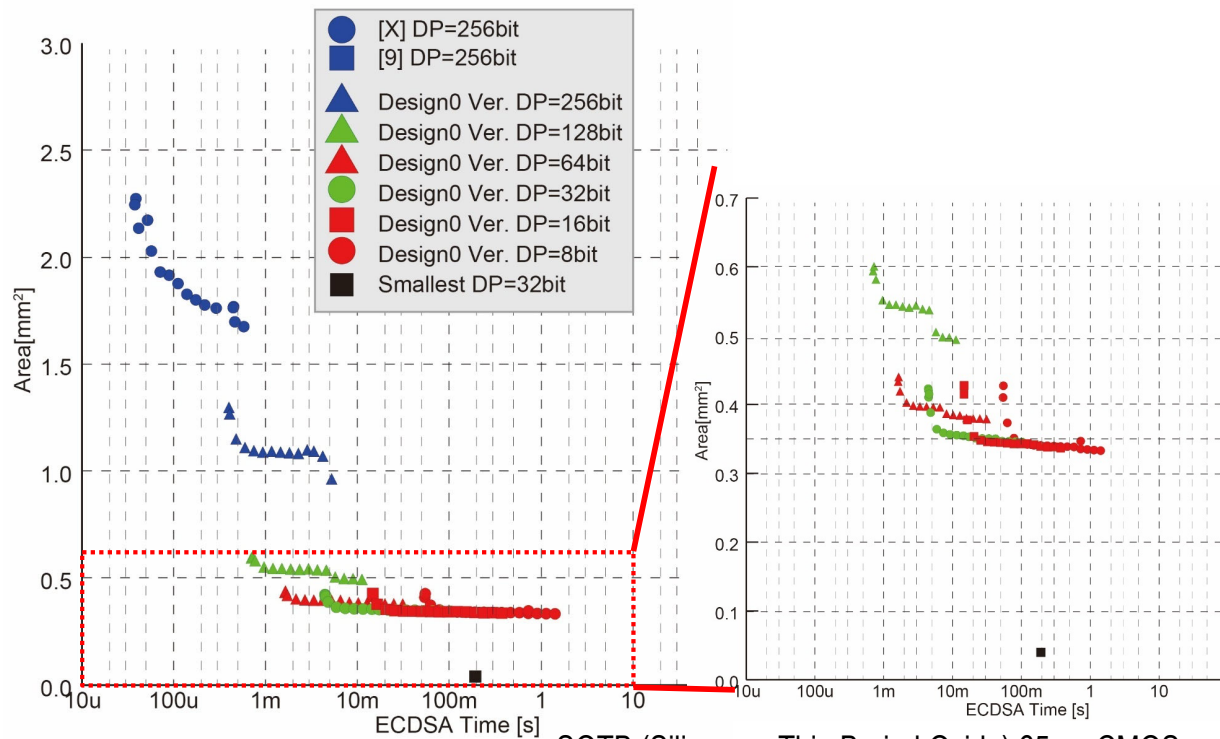 [X] DP=256bit
[9] DP=256bit
Design0 Ver. DP=256bit
Design0 Ver. DP=128bit
Design0 Ver. DP=64bit
Design0 Ver. DP=32bit
Design0 Ver. DP=16bit
Design0 Ver. DP=8bit
Smallest DP=32bit
Area[mm²]
3.0
2.5
2.0
1.5
1.0
0.5
0.0
10u 100u 1m 10m 100m 1 10
ECDSA Time [s]
Area[mm²]
0.7
0.6
0.5
0.4
0.3
0.2
0.1
0.0
10u 100u 1m 10m 100m 1 10
ECDSA Time [s]